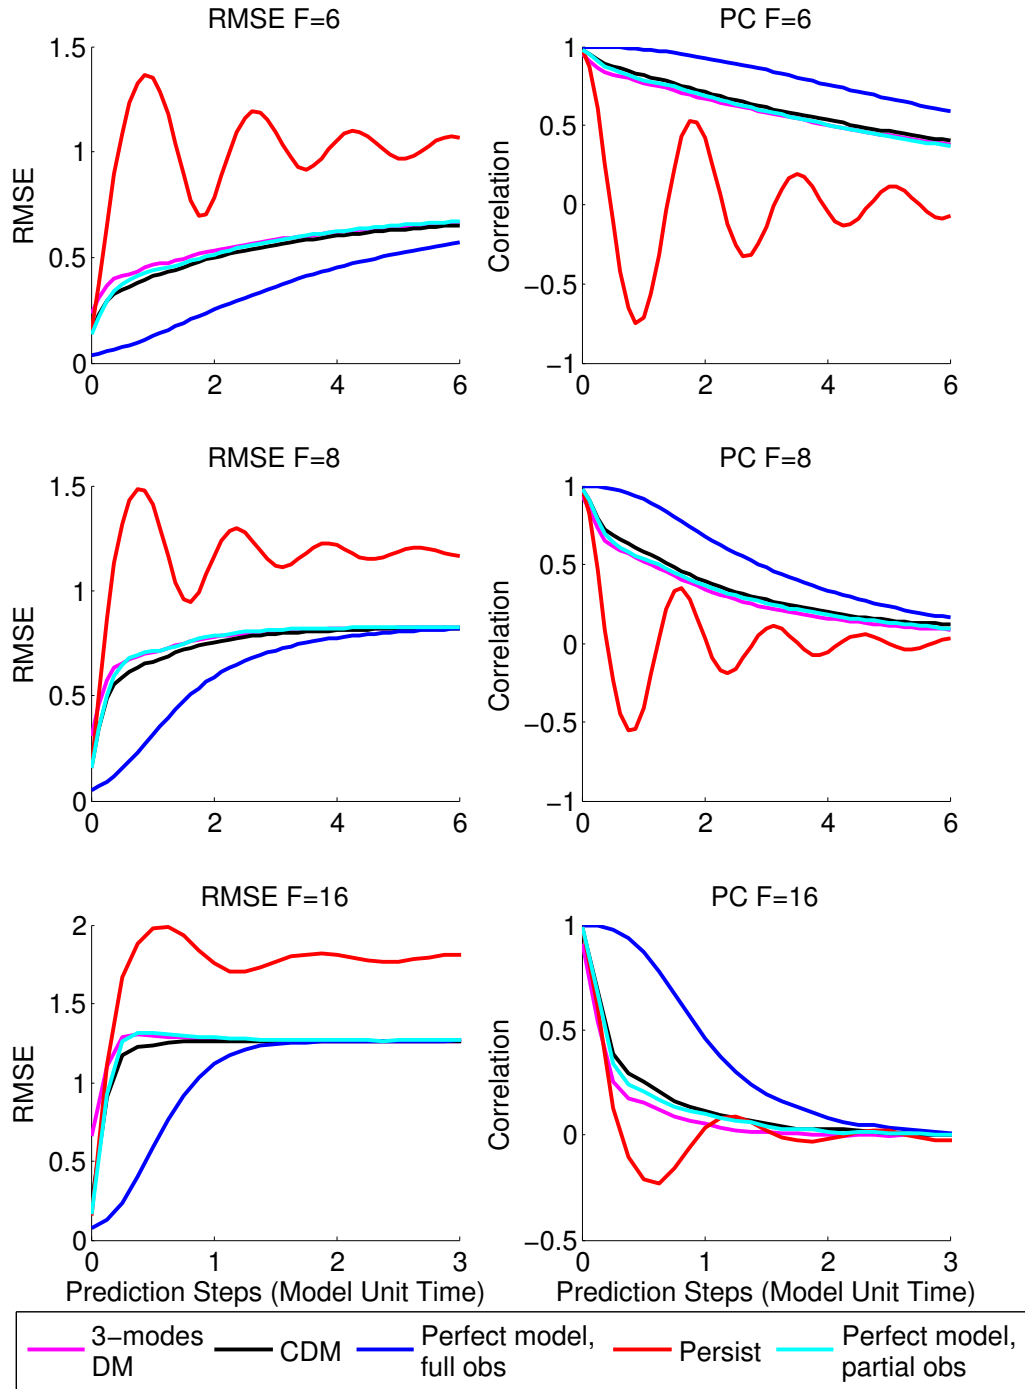 RMSE F=6
1.5
1
0.5
0
RMSE
0 2 4 6
PC F=6
1
0.5
0
−0.5
−1
Correlation
0 2 4 6
RMSE F=8
1.5
1
0.5
0
RMSE
0 2 4 6
PC F=8
1
0.5
0
−0.5
−1
Correlation
0 2 4 6
RMSE F=16
2
1.5
1
0.5
0
RMSE
0 1 2 3
Prediction Steps (Model Unit Time)
PC F=16
1
0.5
0
−0.5
Correlation
0 1 2 3
Prediction Steps (Model Unit Time)
3−modes
DM
CDM
Perfect model,
full obs
Persist
Perfect model,
partial obs